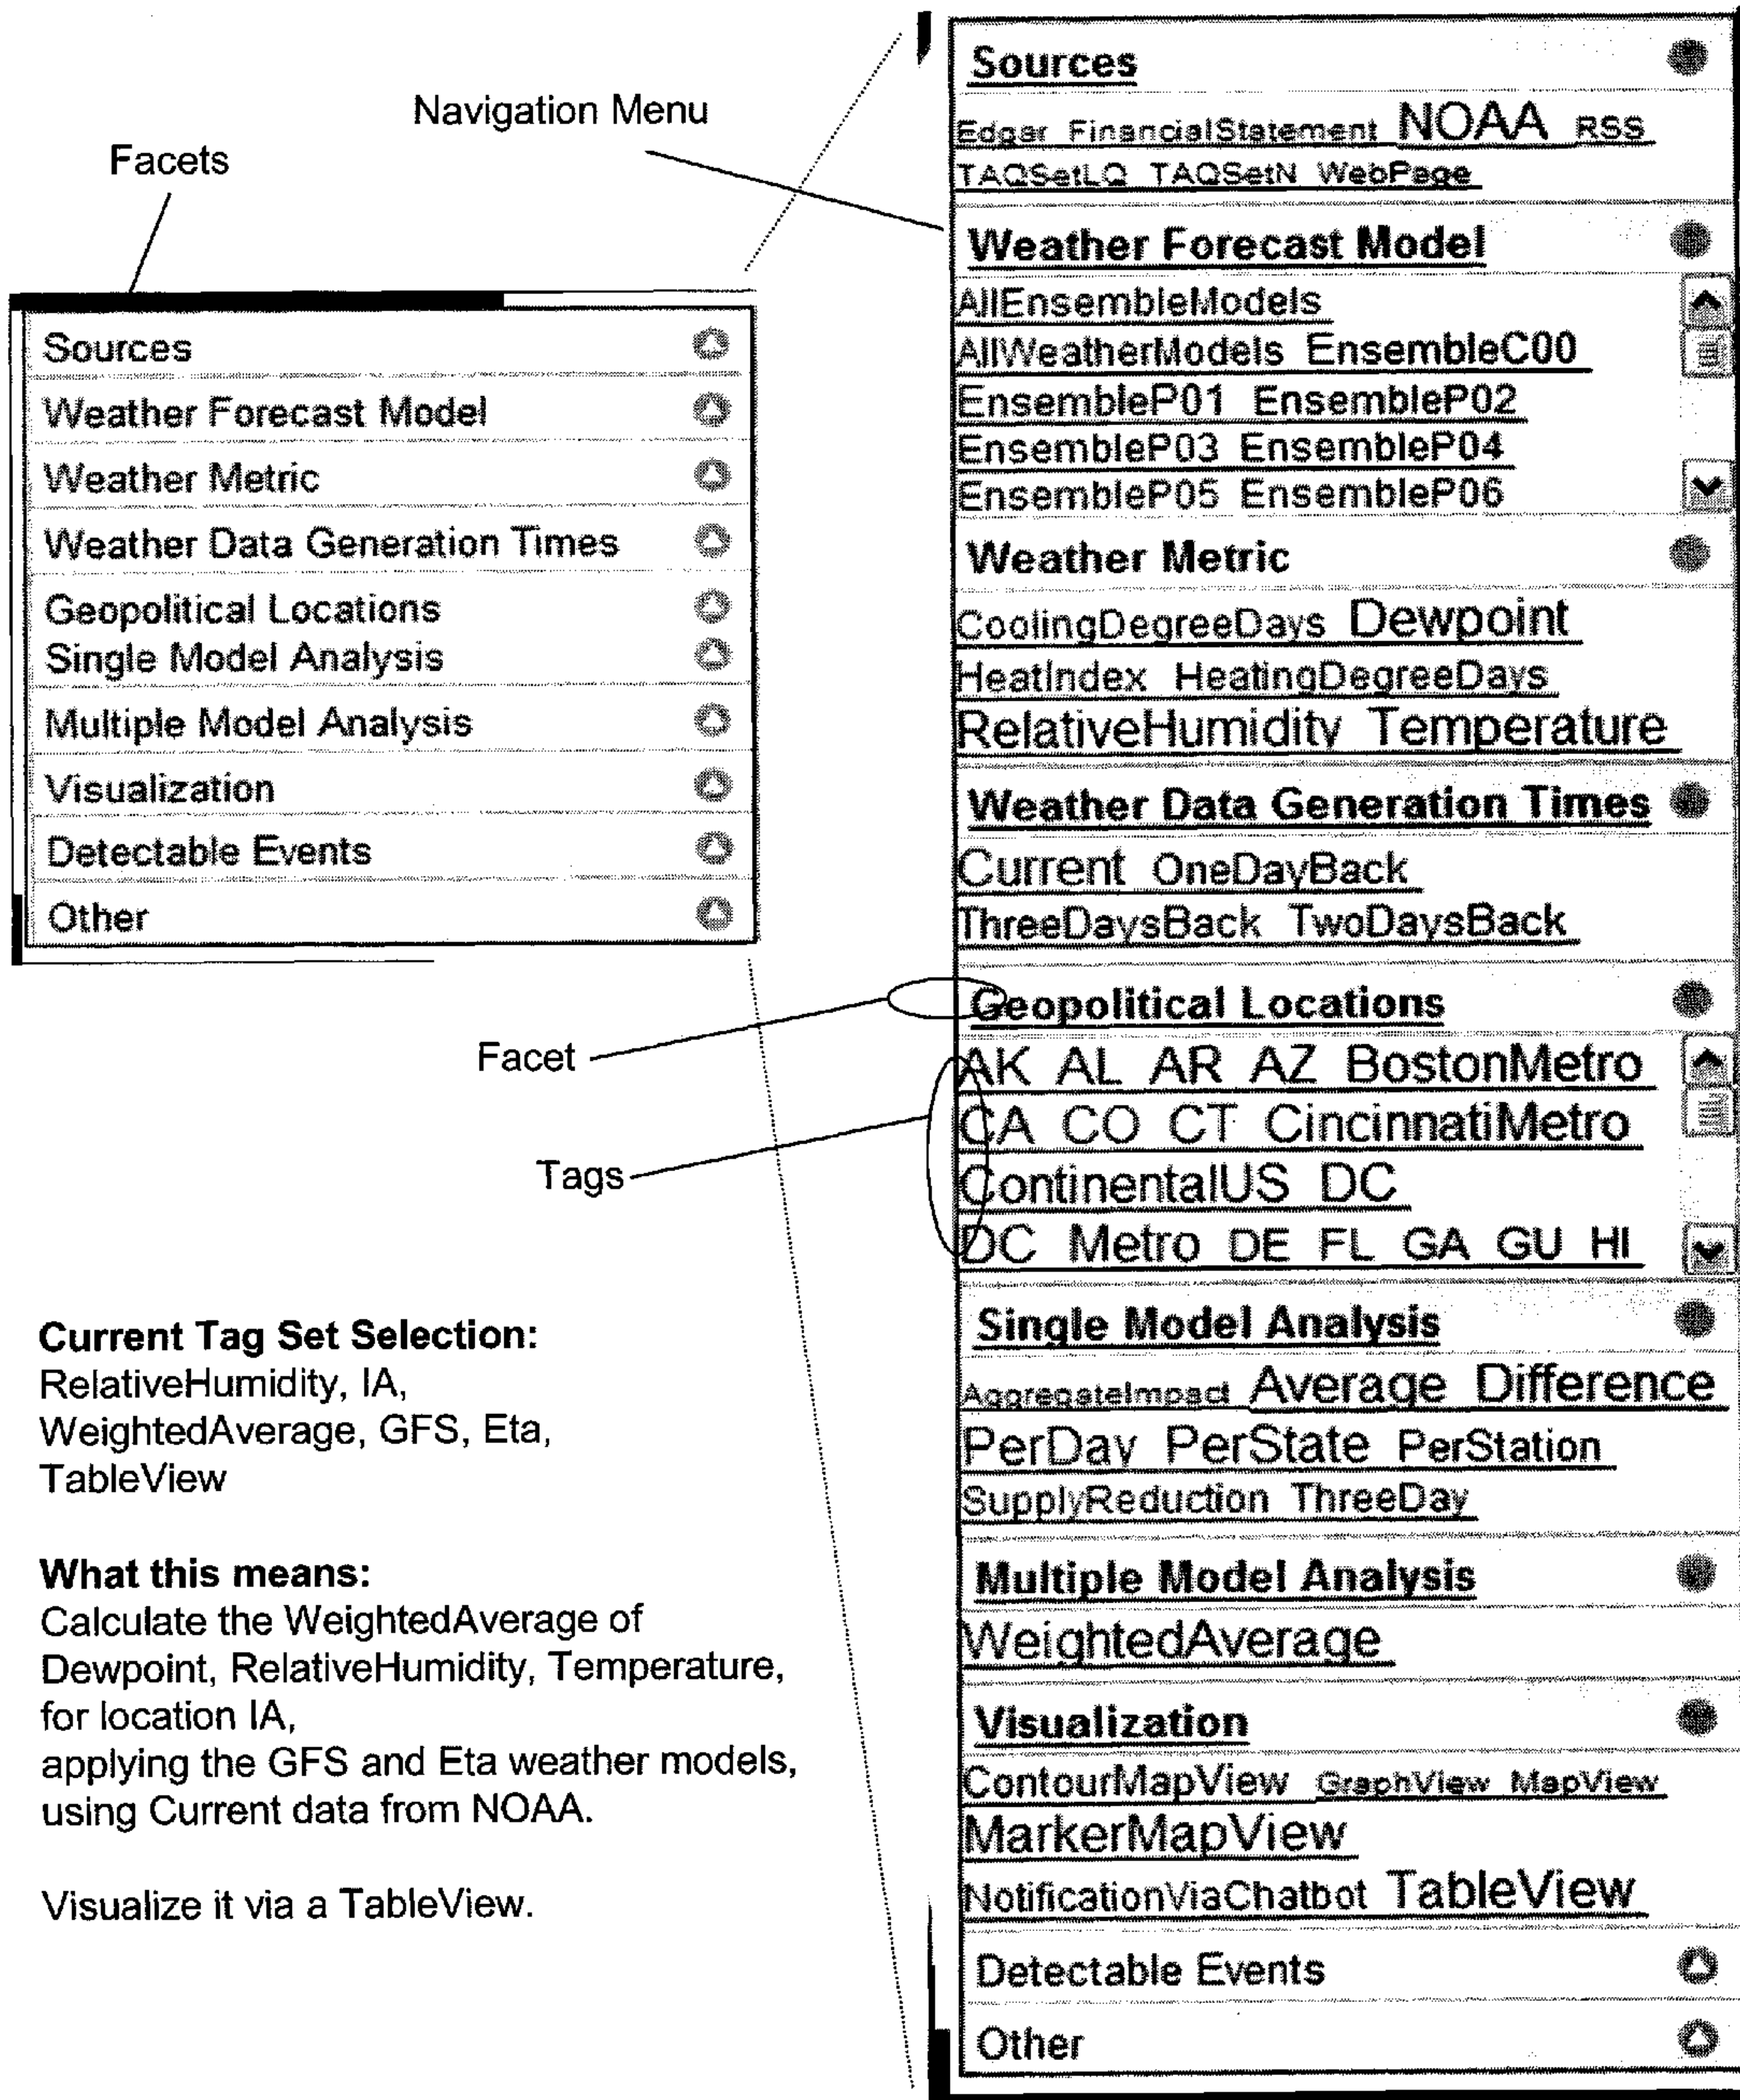 Navigation Menu
Facets
Sources
Weather Forecast Model
Weather Metric
Weather Data Generation Times
Geopolitical Locations
Single Model Analysis
Multiple Model Analysis
Visualization
Detectable Events
Other
Facet
Tags
Current Tag Set Selection:
RelativeHumidity, IA,
WeightedAverage, GFS, Eta,
TableView
What this means:
Calculate the WeightedAverage of
Dewpoint, RelativeHumidity, Temperature,
for location IA,
applying the GFS and Eta weather models,
using Current data from NOAA.
Visualize it via a TableView.
Sources
Edgar FinancialStatement NOAA RSS
TAQSetLQ TAQSetN WebPage
Weather Forecast Model
AllEnsembleModels
AllWeatherModels EnsembleC00
EnsembleP01 EnsembleP02
EnsembleP03 EnsembleP04
EnsembleP05 EnsembleP06
Weather Metric
CoolingDegreeDays Dewpoint
HeatIndex HeatingDegreeDays
RelativeHumidity Temperature
Weather Data Generation Times
Current OneDayBack
ThreeDaysBack TwoDaysBack
Geopolitical Locations
AK AL AR AZ BostonMetro
CA CO CT CincinnatiMetro
ContinentalUS DC
DC Metro DE FL GA GU HI
Single Model Analysis
AggregateImpact Average Difference
PerDay PerState PerStation
SupplyReduction ThreeDay
Multiple Model Analysis
WeightedAverage
Visualization
ContourMapView GraphView MapView
MarkerMapView
NotificationViaChatbot TableView
Detectable Events
Other